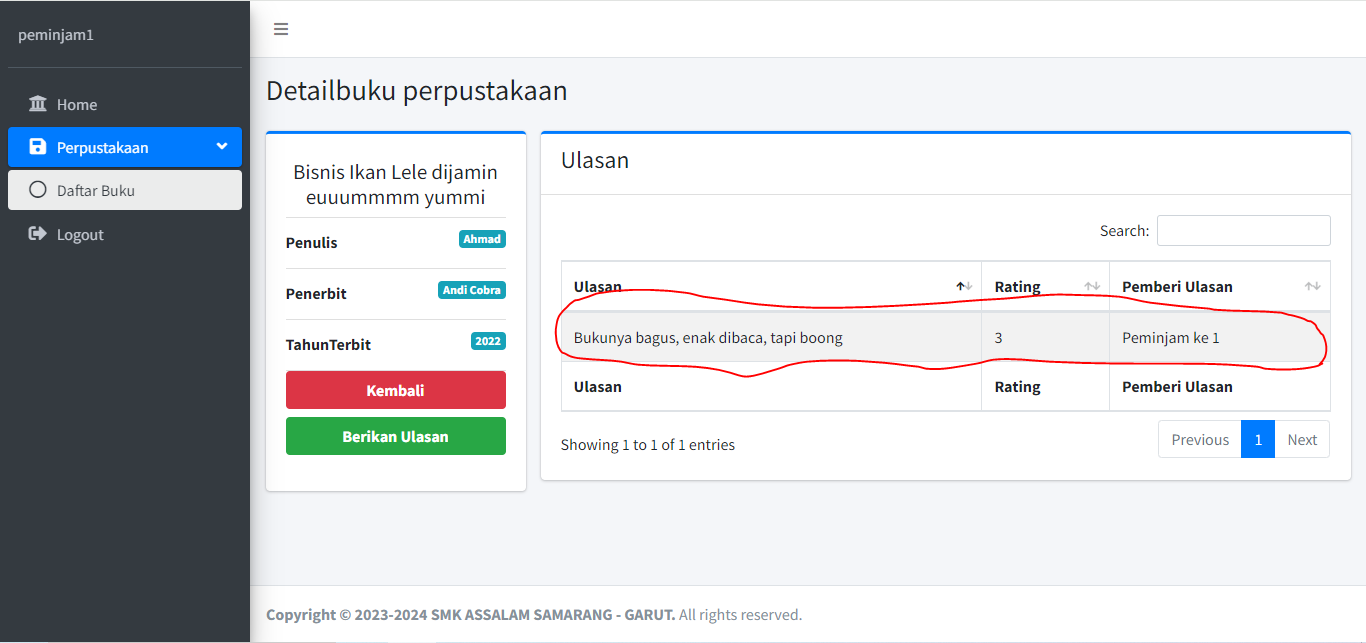 peminjam1
Home
Perpustakaan
Daftar Buku
Logout
Detailbuku perpustakaan
Bisnis Ikan Lele dijamin
euuummmm yummi
Penulis Ahmad
Penerbit Andi Cobra
TahunTerbit 2022
Kembali
Berikan Ulasan
Ulasan
Search:
Ulasan Rating Pemberi Ulasan
Bukunya bagus, enak dibaca, tapi boong 3 Peminjam ke 1
Ulasan Rating Pemberi Ulasan
Showing 1 to 1 of 1 entries
Previous 1 Next
Copyright © 2023-2024 SMK ASSALAM SAMARANG - GARUT. All rights reserved.